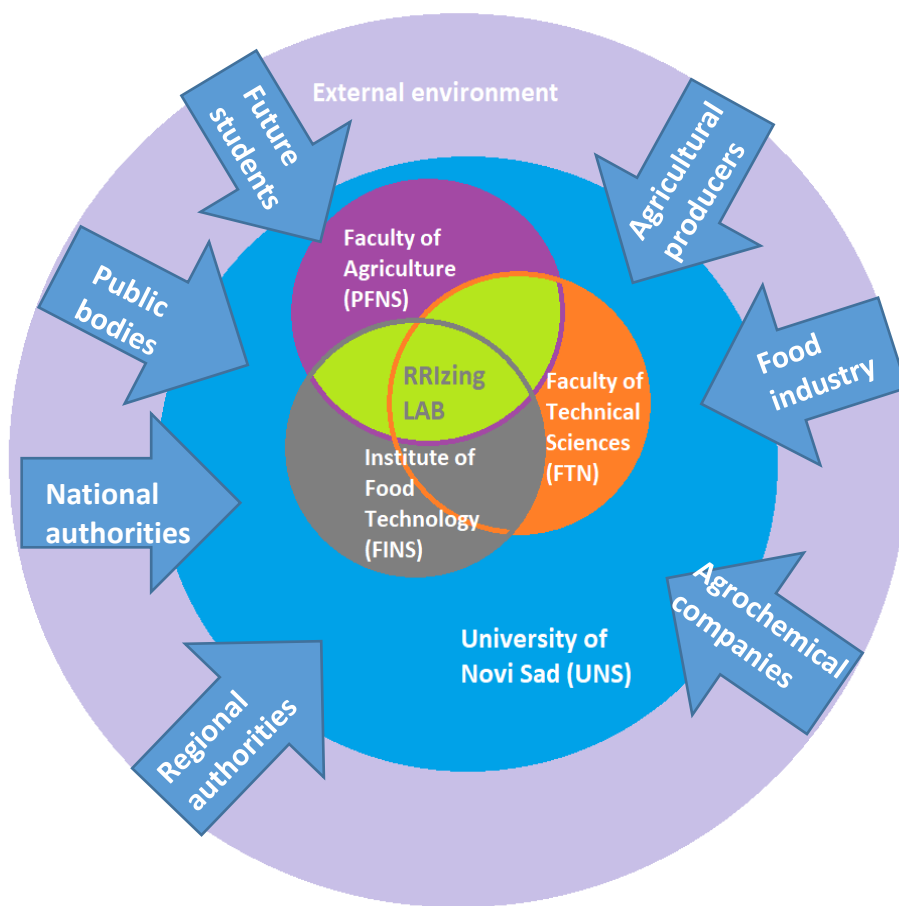 External environment
Future
students
Agricultural
producers
Public
bodies
Faculty of
Agriculture
(PFNS)
Food
industry
RRIzing
LAB
Faculty of
Technical
Sciences
(FTN)
Institute of
Food
Technology
(FINS)
National
authorities
Agrochemical
companies
University of
Novi Sad (UNS)
Regional
authorities